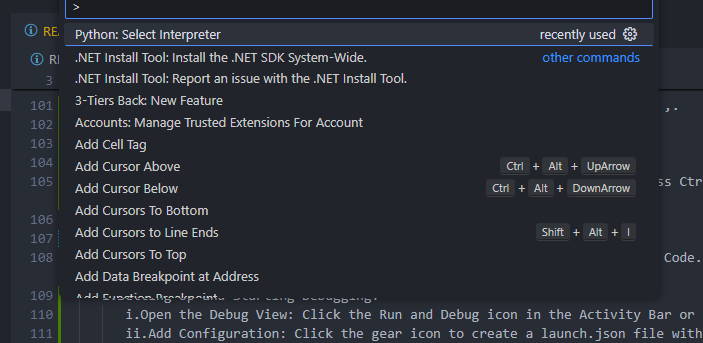 >
REA
Python: Select Interpreter recently used
.NET Install Tool: Install the .NET SDK System-Wide. other commands
RE
.NET Install Tool: Report an issue with the .NET Install Tool.
3
3-Tiers Back: New Feature
101
,.
102
Accounts: Manage Trusted Extensions For Account
103
Add Cell Tag
104
Add Cursor Above Ctrl + Alt + UpArrow
105
ss Ctr
Add Cursor Below Ctrl + Alt + DownArrow
106
Add Cursors To Bottom
107
Add Cursors to Line Ends Shift + Alt + I
108
Add Cursors To Top
Code.
Add Data Breakpoint at Address
109
Add Function Breakpoint
Starting Debugging:
110 i.Open the Debug View: Click the Run and Debug icon in the Activity Bar or
111 ii.Add Configuration: Click the gear icon to create a launch.json file with